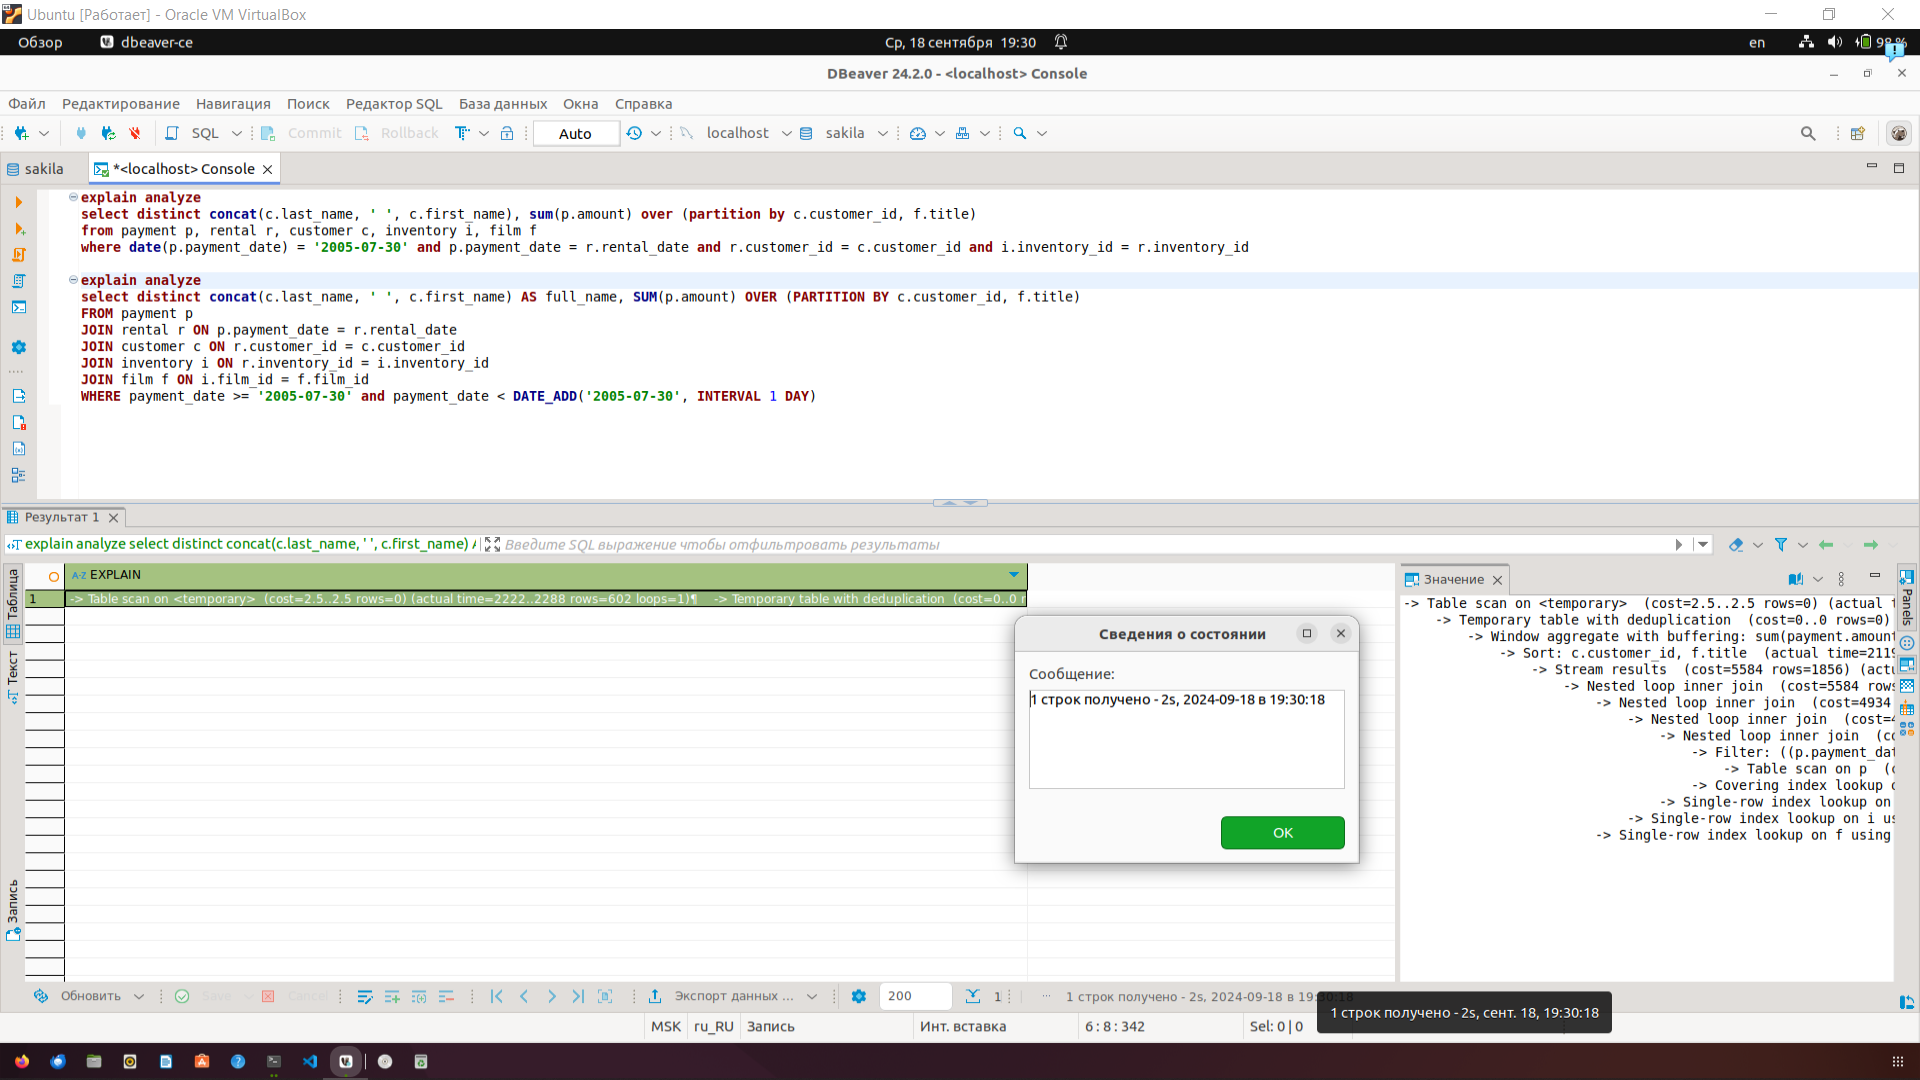 Ubuntu [Работает] - Oracle VM VirtualBox
Обзор
dbeaver-ce
Ср, 18 сентября 19:30
en
98 %
DBeaver 24.2.0 - <localhost> Console
Файл Редактирование Навигация Поиск Редактор SQL База данных Окна Справка
SQL Commit Rollback Auto localhost sakila
sakila
*<localhost> Console
explain analyze
select distinct concat(c.last_name, ' ', c.first_name), sum(p.amount) over (partition by c.customer_id, f.title)
from payment p, rental r, customer c, inventory i, film f
where date(p.payment_date) = '2005-07-30' and p.payment_date = r.rental_date and r.customer_id = c.customer_id and i.inventory_id = r.inventory_id
explain analyze
select distinct concat(c.last_name, ' ', c.first_name) AS full_name, SUM(p.amount) OVER (PARTITION BY c.customer_id, f.title)
FROM payment p
JOIN rental r ON p.payment_date = r.rental_date
JOIN customer c ON r.customer_id = c.customer_id
JOIN inventory i ON r.inventory_id = i.inventory_id
JOIN film f ON i.film_id = f.film_id
WHERE payment_date >= '2005-07-30' and payment_date < DATE_ADD('2005-07-30', INTERVAL 1 DAY)
Результат 1
explain analyze select distinct concat(c.last_name, ' ', c.first_name)
Введите SQL выражение чтобы отфильтровать результаты
Таблица
Текст
Запись
A-Z EXPLAIN
1
-> Table scan on <temporary> (cost=2.5..2.5 rows=0) (actual time=2222..2288 rows=602 loops=1)¶ -> Temporary table with deduplication (cost=0..0 r
Значение
Panels
-> Table scan on <temporary> (cost=2.5..2.5 rows=0) (actual
-> Temporary table with deduplication (cost=0..0 rows=0)
-> Window aggregate with buffering: sum(payment.amount
-> Sort: c.customer_id, f.title (actual time=2119
-> Stream results (cost=5584 rows=1856) (actu
-> Nested loop inner join (cost=5584 rows
-> Nested loop inner join (cost=4934
-> Nested loop inner join (cost=4
-> Nested loop inner join (co
-> Filter: ((p.payment_dat
-> Table scan on p (
-> Covering index lookup
-> Single-row index lookup on
-> Single-row index lookup on i us
-> Single-row index lookup on f using
Сведения о состоянии
Сообщение:
1 строк получено - 2s, 2024-09-18 в 19:30:18
OK
Обновить Save Cancel Экспорт данных ... 200 1 ... 1 строк получено - 2s, 2024-09-18 в 19:30:18
1 строк получено - 2s, сент. 18, 19:30:18
MSK ru_RU Запись Инт. вставка 6 : 8 : 342 Sel: 0 | 0